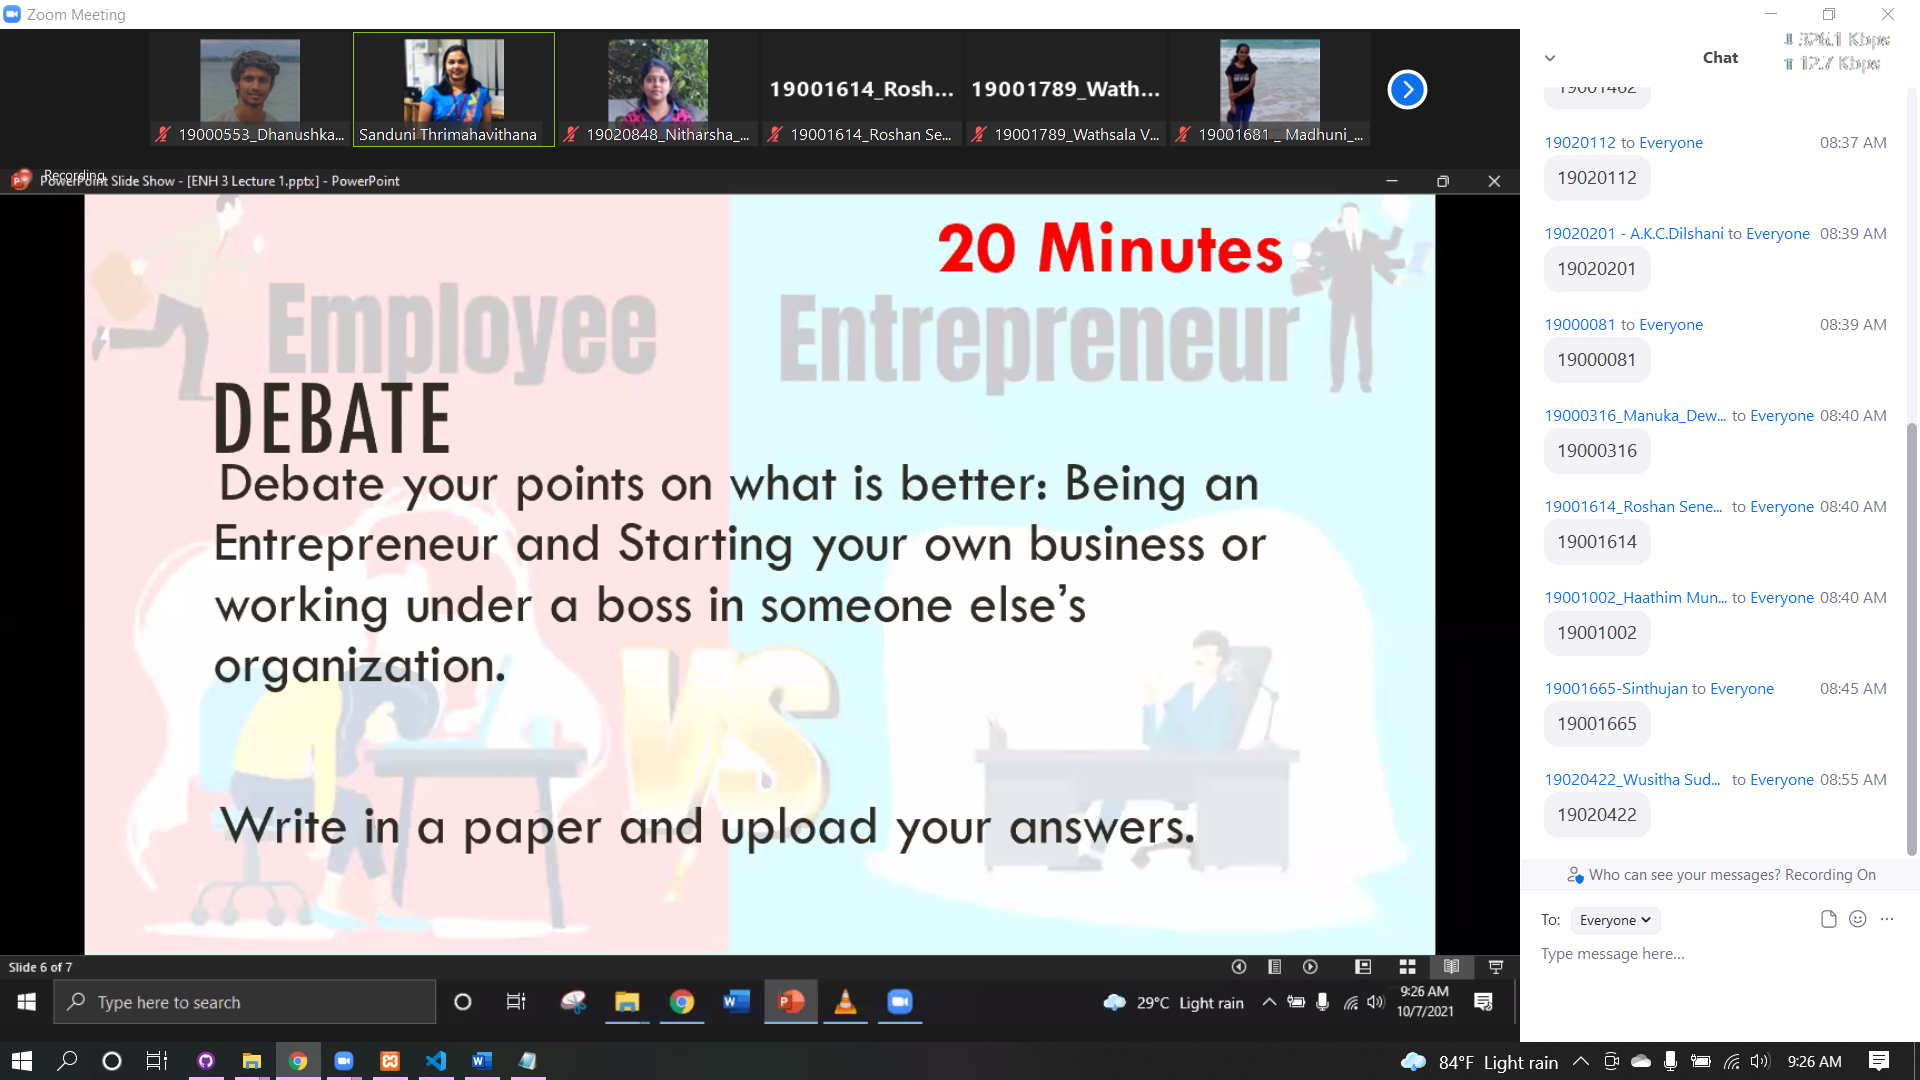 Zoom Meeting
19000553_Dhanushka...
Sanduni Thrimahavithana
19020848_Nitharsha_...
19001614_Rosh...
19001614_Roshan Se...
19001789_Wath...
19001789_Wathsala V...
19001681 _ Madhuni_...
Recording
PowerPoint Slide Show - [ENH 3 Lecture 1.pptx] - PowerPoint
20 Minutes
Employee
Entrepreneur
DEBATE
Debate your points on what is better: Being an
Entrepreneur and Starting your own business or
working under a boss in someone else’s
organization.
VS
Write in a paper and upload your answers.
Slide 6 of 7
Type here to search
29°C Light rain
9:26 AM
10/7/2021
Chat
326.1 Kbps
12.7 Kbps
19001462
19020112 to Everyone 08:37 AM
19020112
19020201 - A.K.C.Dilshani to Everyone 08:39 AM
19020201
19000081 to Everyone 08:39 AM
19000081
19000316_Manuka_Dew... to Everyone 08:40 AM
19000316
19001614_Roshan Sene... to Everyone 08:40 AM
19001614
19001002_Haathim Mun... to Everyone 08:40 AM
19001002
19001665-Sinthujan to Everyone 08:45 AM
19001665
19020422_Wusitha Sud... to Everyone 08:55 AM
19020422
Who can see your messages? Recording On
To: Everyone
Type message here...
84°F Light rain
9:26 AM